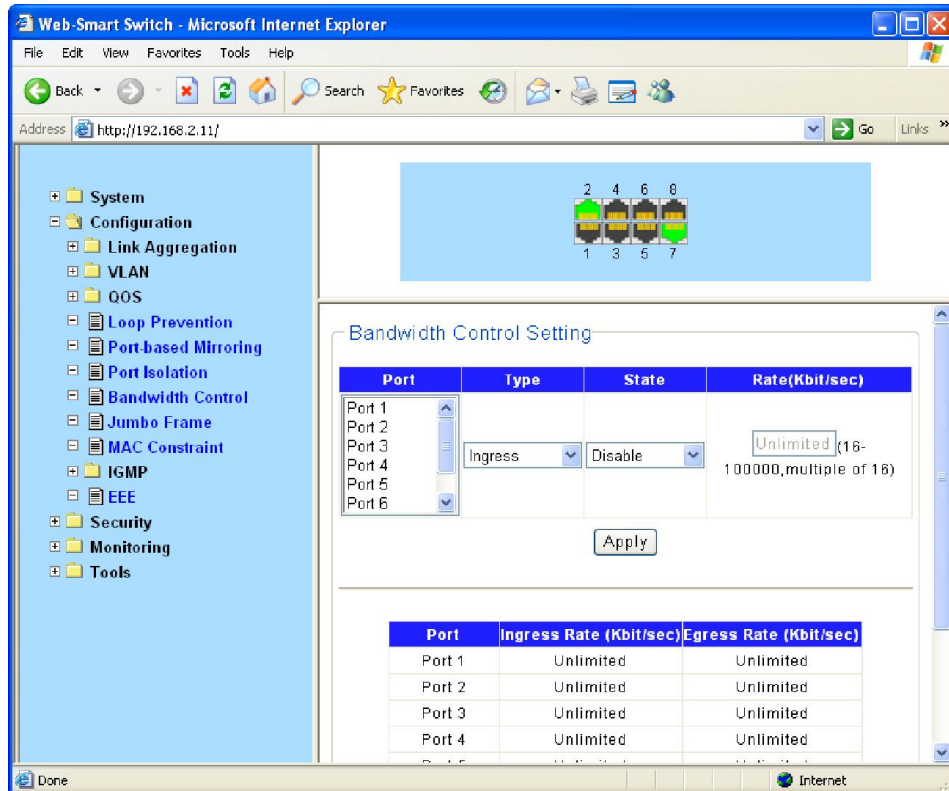 Web-Smart Switch - Microsoft Internet Explorer
File Edit View Favorites Tools Help
Back Search Favorites
Address http://192.168.2.11/ Go Links »
System
Configuration
Link Aggregation
VLAN
QOS
Loop Prevention
Port-based Mirroring
Port Isolation
Bandwidth Control
Jumbo Frame
MAC Constraint
IGMP
EEE
Security
Monitoring
Tools
2 4 6 8
1 3 5 7
Bandwidth Control Setting
Port Type State Rate(Kbit/sec)
Port 1
Port 2
Port 3
Port 4
Port 5
Port 6
Ingress Disable Unlimited (16-
100000,multiple of 16)
Apply
Port Ingress Rate (Kbit/sec) Egress Rate (Kbit/sec)
Port 1 Unlimited Unlimited
Port 2 Unlimited Unlimited
Port 3 Unlimited Unlimited
Port 4 Unlimited Unlimited
Done Internet